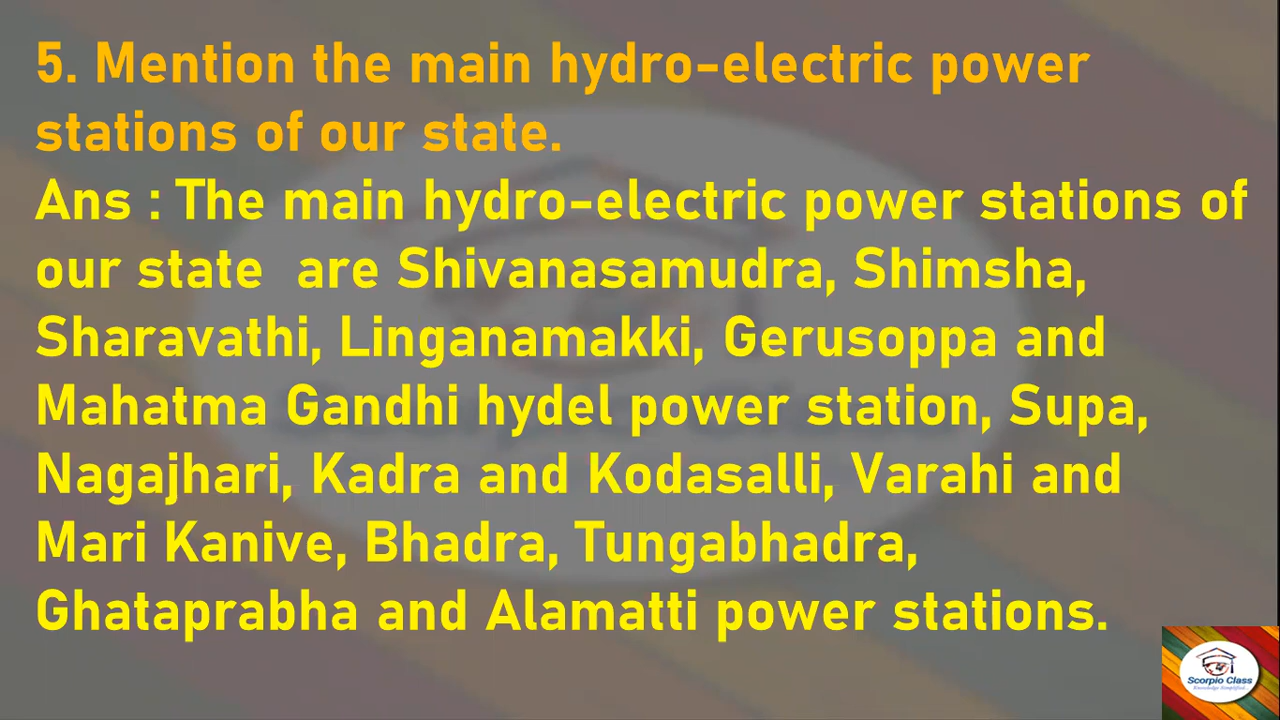 5. Mention the main hydro-electric power
stations of our state.
Ans : The main hydro-electric power stations of
our state  are Shivanasamudra, Shimsha,
Sharavathi, Linganamakki, Gerusoppa and
Mahatma Gandhi hydel power station, Supa,
Nagajhari, Kadra and Kodasalli, Varahi and
Mari Kanive, Bhadra, Tungabhadra,
Ghataprabha and Alamatti power stations.
Scorpio Class
Knowledge Simplified...